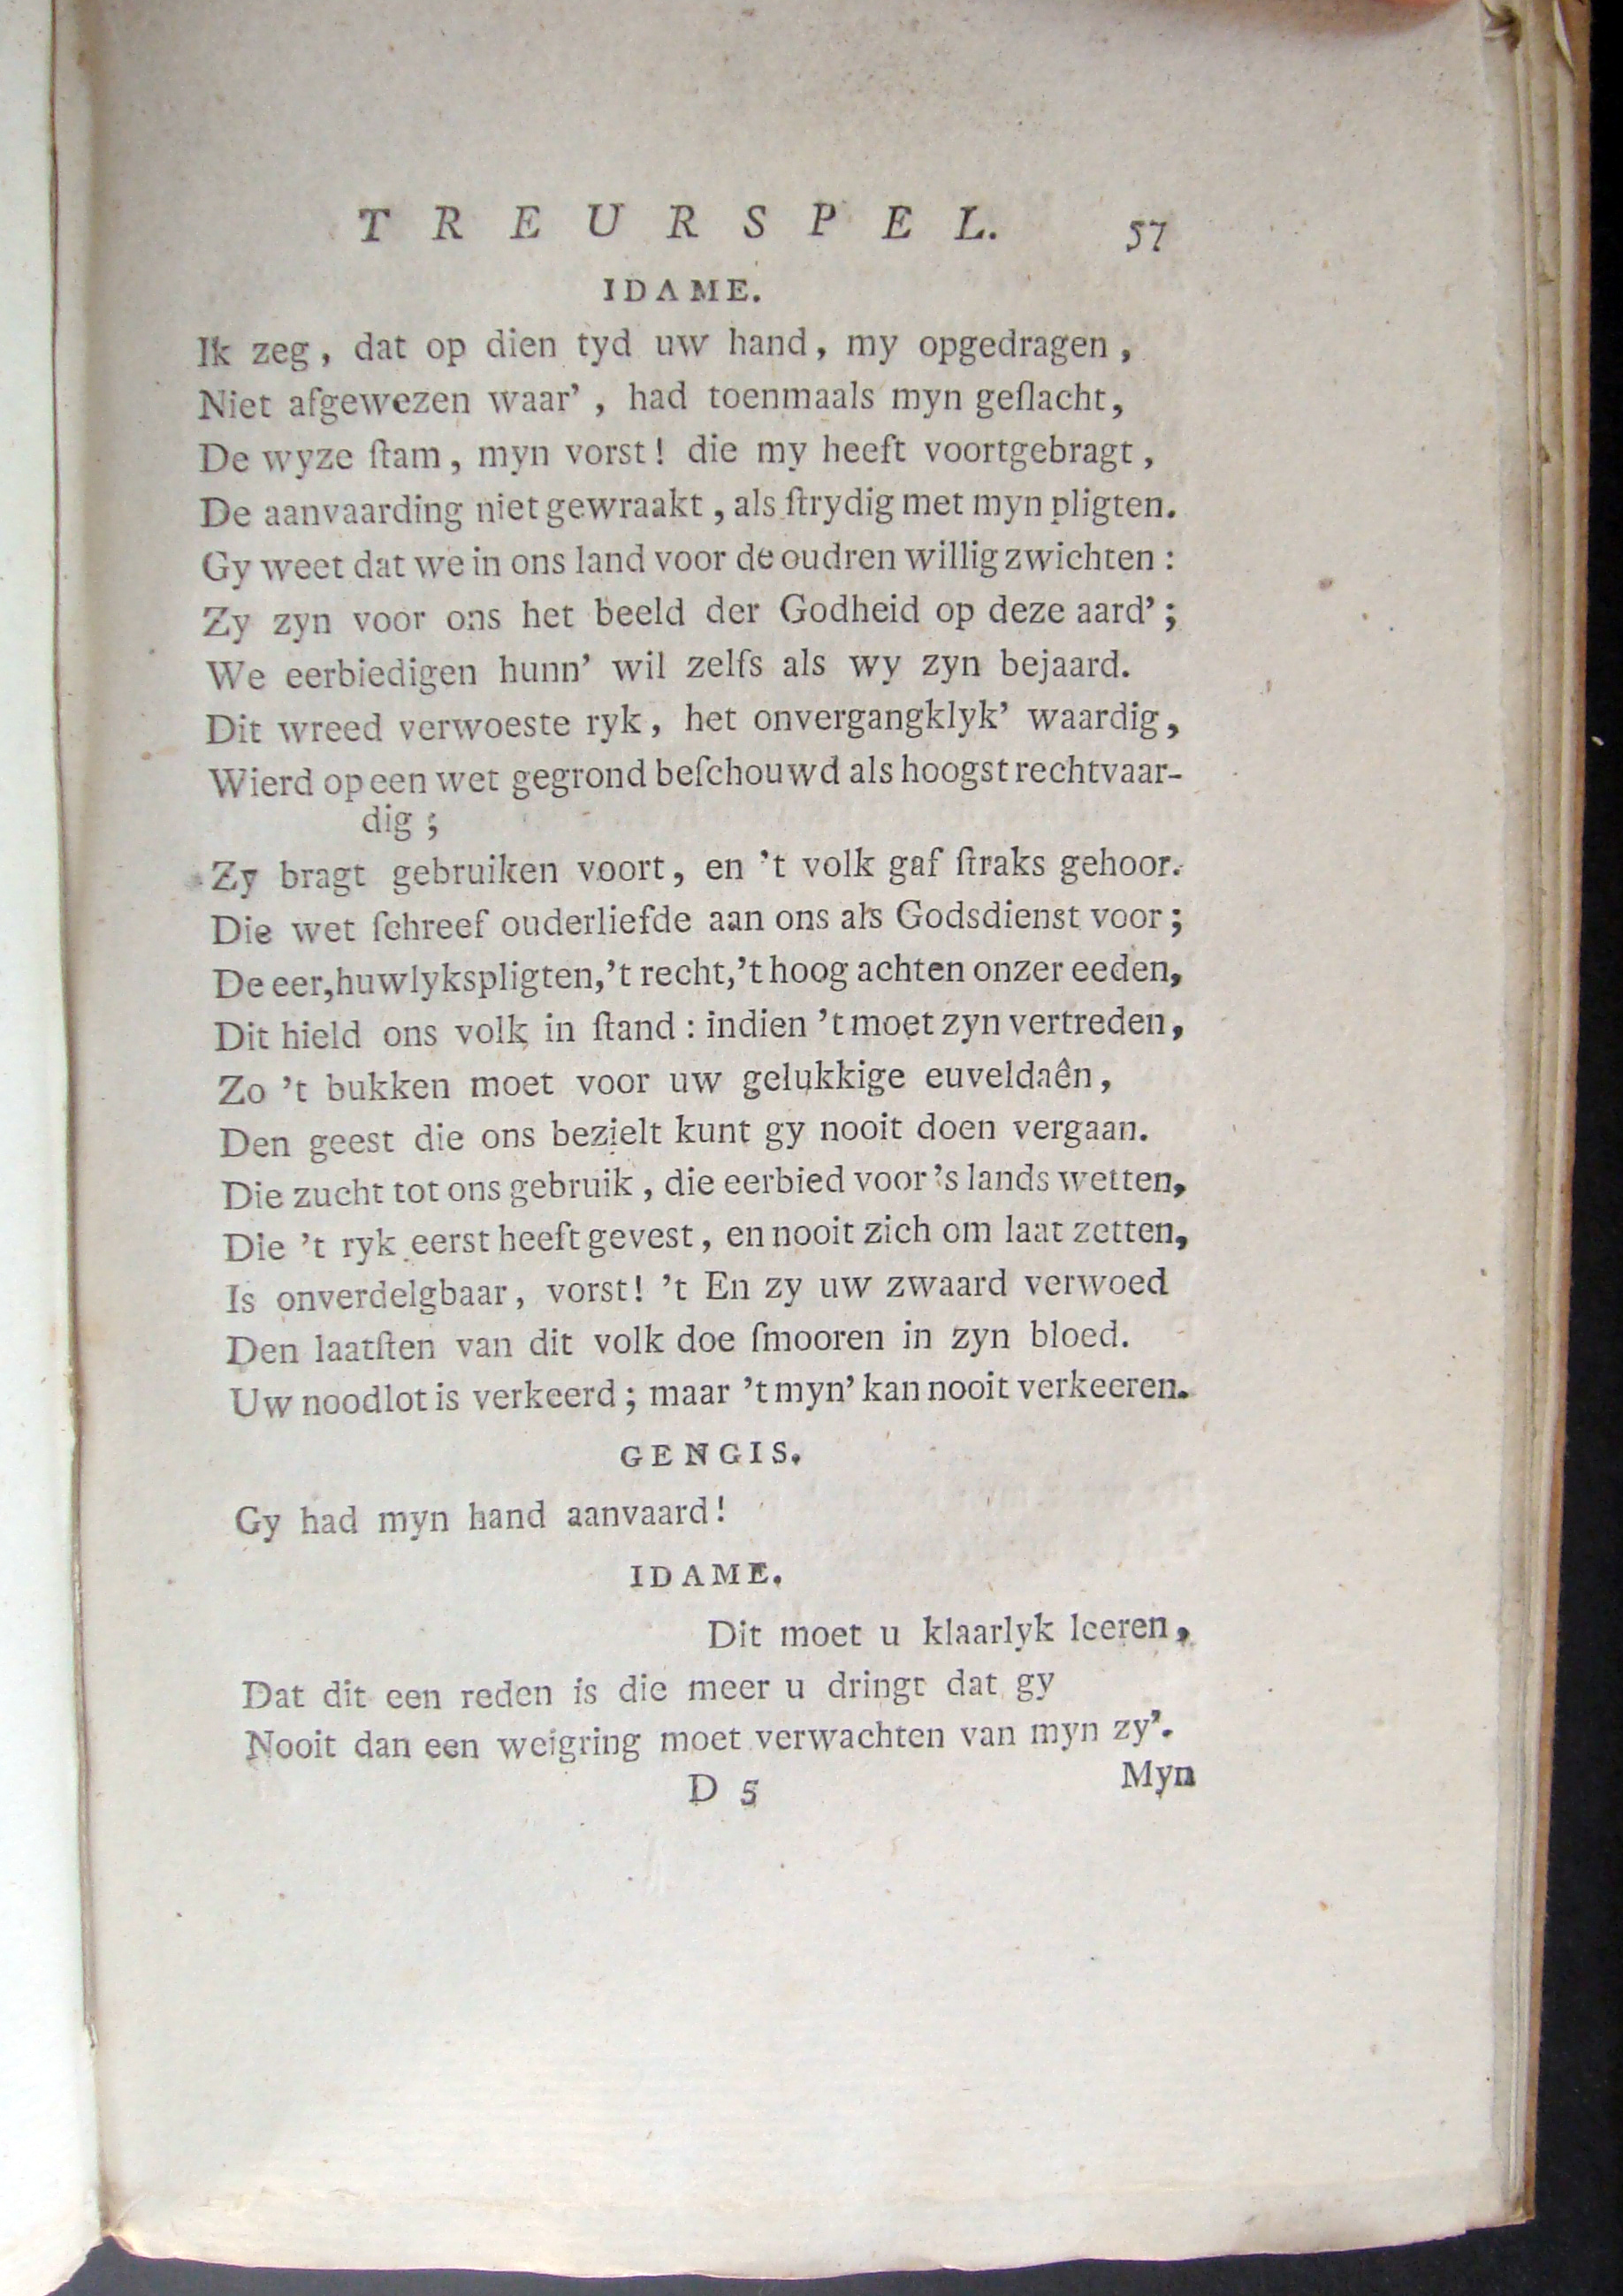 TREURSPEL. 57
IDAME.
Ik zeg, dat op dien tyd uw hand, my opgedragen,
Niet afgewezen waar’, had toenmaals myn geſlacht,
De wyze ſtam, myn vorst! die my heeft voortgebragt,
De aanvaarding niet gewraakt, als ſtrydig met myn pligten.
Gy weet dat we in ons land voor de oudren willig zwichten:
Zy zyn voor ons het beeld der Godheid op deze aard’;
We eerbiedigen hunn’ wil zelfs als wy zyn bejaard.
Dit wreed verwoeste ryk, het onvergangklyk’ waardig,
Wierd op een wet gegrond beſchouwd als hoogst rechtvaar-
dig;
Zy bragt gebruiken voort, en ’t volk gaf ſtraks gehoor.
Die wet ſchreef ouderliefde aan ons als Godsdienst voor;
De eer, huwlykspligten, ’t recht, ’t hoog achten onzer eeden,
Dit hield ons volk in ſtand: indien ’t moet zyn vertreden,
Zo ’t bukken moet voor uw gelukkige euveldaên,
Den geest die ons bezielt kunt gy nooit doen vergaan.
Die zucht tot ons gebruik, die eerbied voor ’s lands wetten,
Die ’t ryk eerst heeft gevest, en nooit zich om laat zetten,
Is onverdelgbaar, vorst! ’t En zy uw zwaard verwoed
Den laatſten van dit volk doe ſmooren in zyn bloed.
Uw noodlot is verkeerd; maar ’t myn’ kan nooit verkeeren.
GENGIS.
Gy had myn hand aanvaard!
IDAME.
Dit moet u klaarlyk leeren,
Dat dit een reden is die meer u dringt dat gy
Nooit dan een weigring moet verwachten van myn zy’.
D 5 Myn